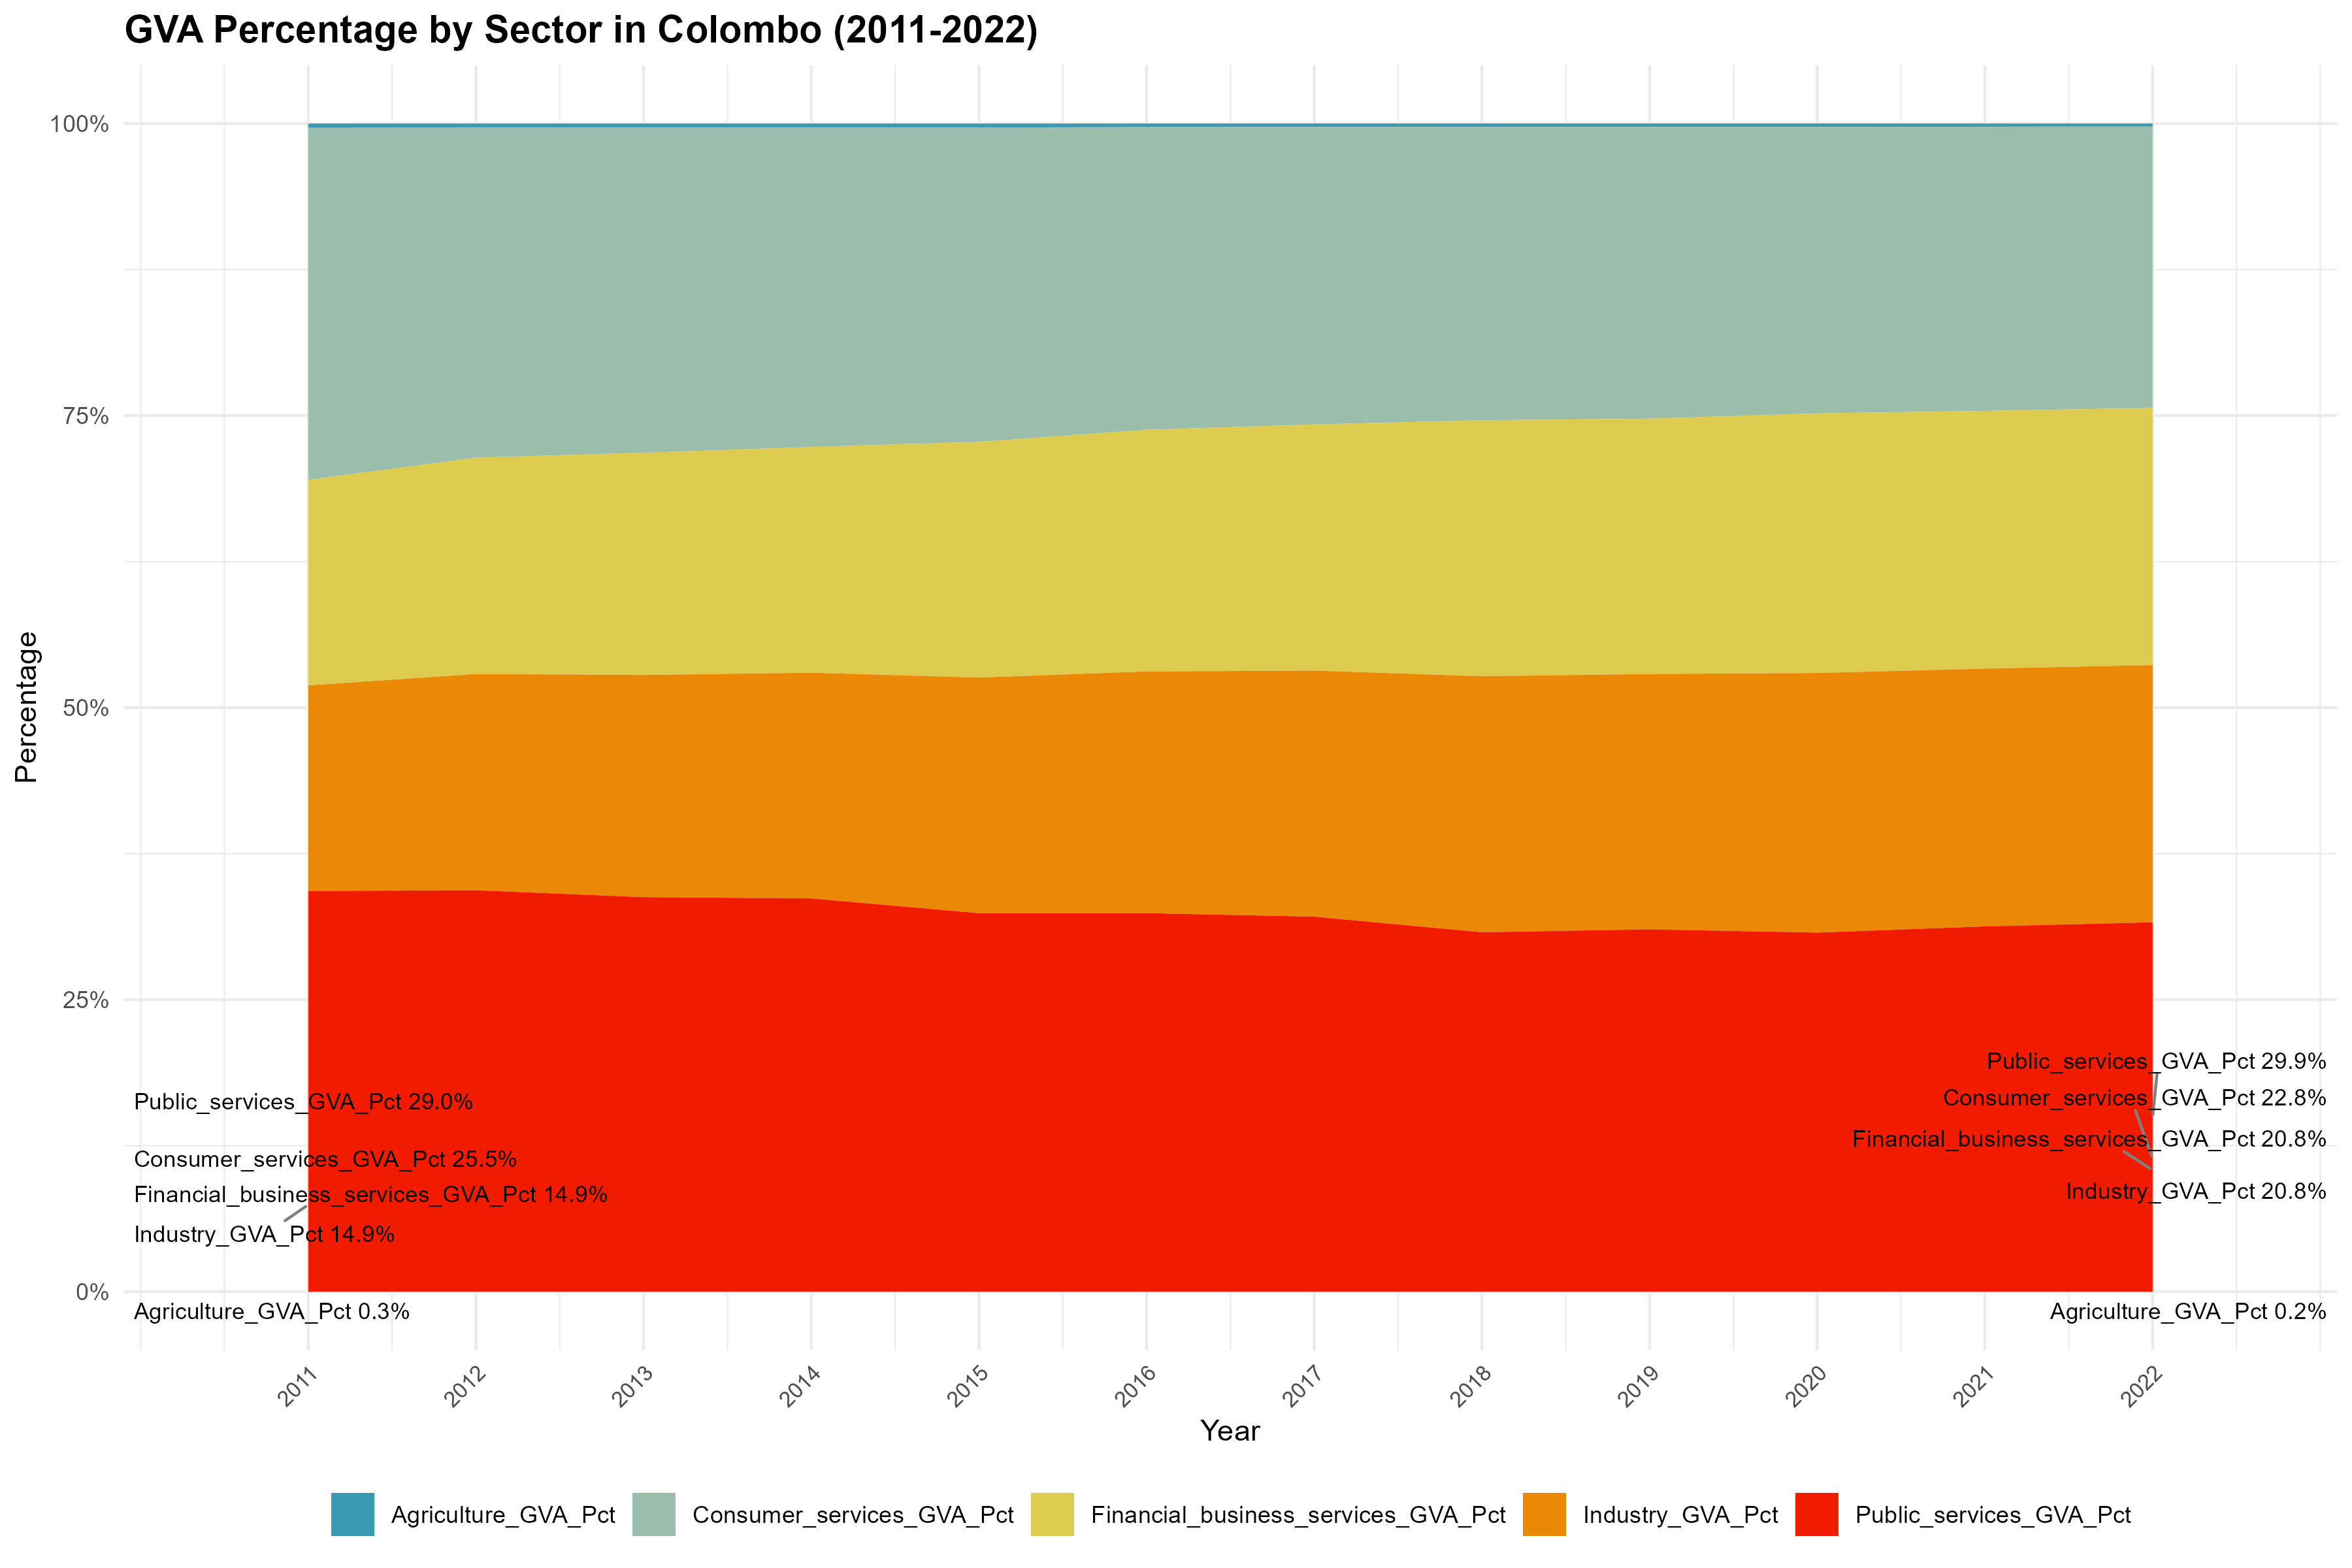 GVA Percentage by Sector in Colombo (2011-2022)
100%
75%
50%
25%
0%
Percentage
Public_services_GVA_Pct 29.0%
Consumer_services_GVA_Pct 25.5%
Financial_business_services_GVA_Pct 14.9%
Industry_GVA_Pct 14.9%
Agriculture_GVA_Pct 0.3%
Public_services_GVA_Pct 29.9%
Consumer_services_GVA_Pct 22.8%
Financial_business_services_GVA_Pct 20.8%
Industry_GVA_Pct 20.8%
Agriculture_GVA_Pct 0.2%
2011 2012 2013 2014 2015 2016 2017 2018 2019 2020 2021 2022
Year
Agriculture_GVA_Pct Consumer_services_GVA_Pct Financial_business_services_GVA_Pct Industry_GVA_Pct Public_services_GVA_Pct